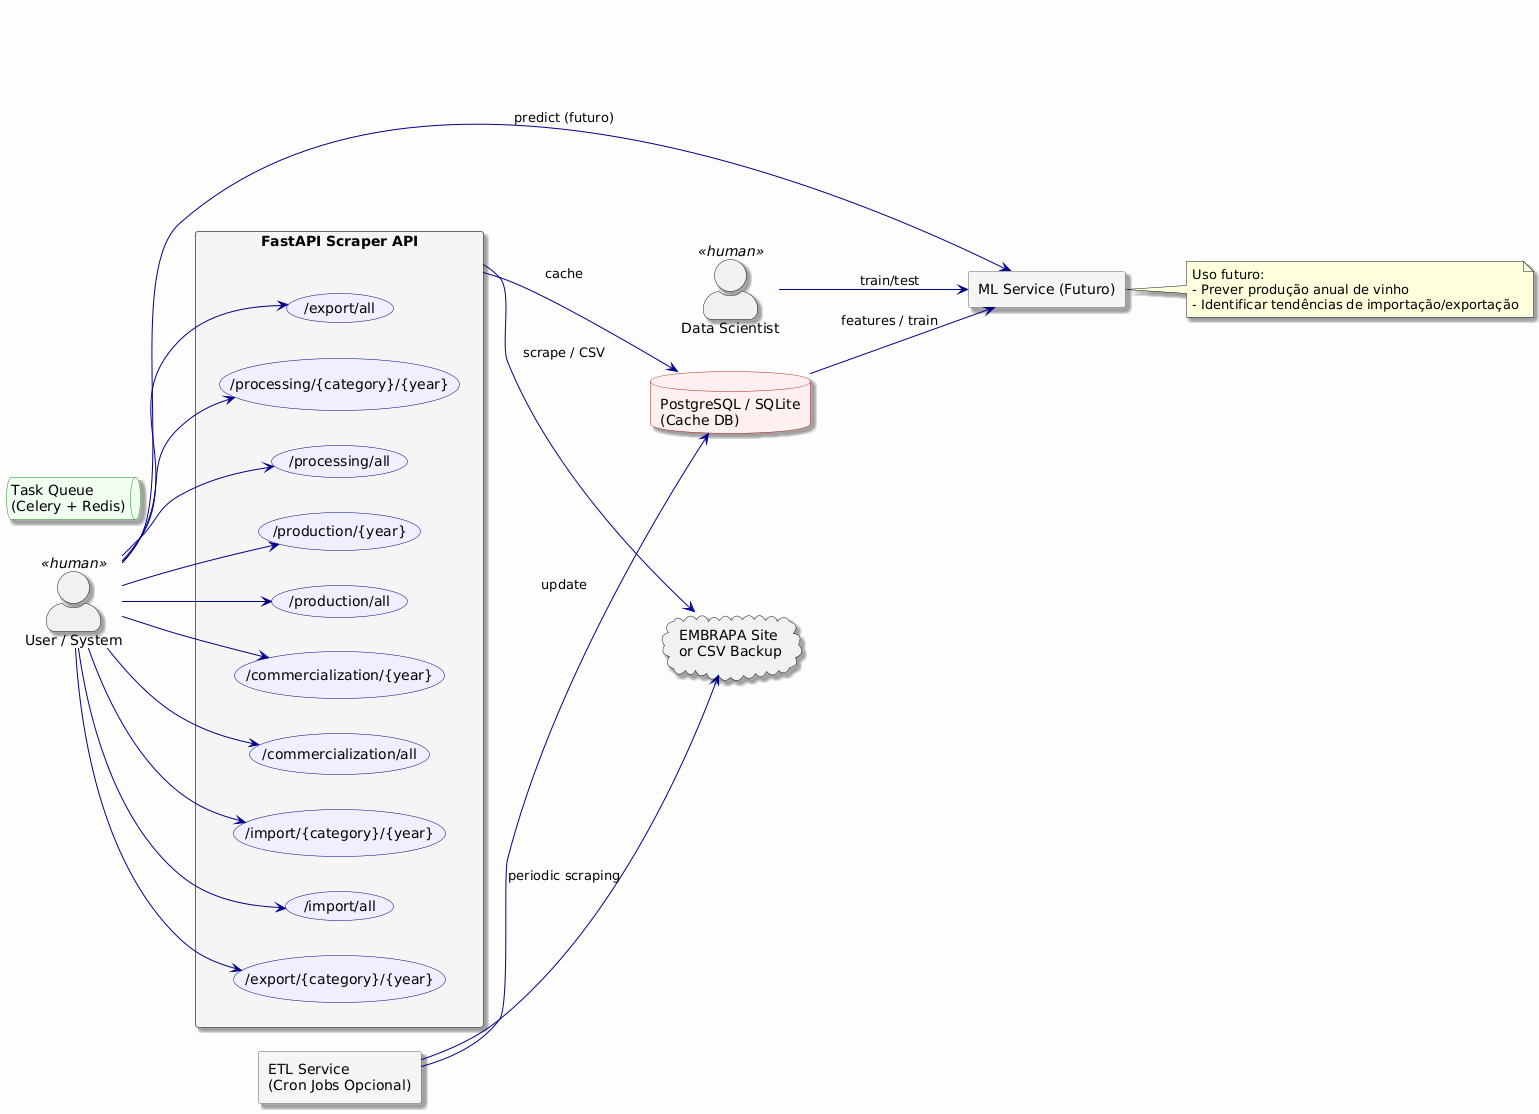 predict (futuro)
FastAPI Scraper API
«human»
Data Scientist
cache
train/test
ML Service (Futuro)
Uso futuro:
- Prever produção anual de vinho
- Identificar tendências de importação/exportação
/export/all
features / train
scrape / CSV
/processing/{category}/{year}
PostgreSQL / SQLite
(Cache DB)
/processing/all
Task Queue
(Celery + Redis)
/production/{year}
«human»
User / System
update
/production/all
EMBRAPA Site
or CSV Backup
/commercialization/{year}
/commercialization/all
/import/{category}/{year}
periodic scraping
/import/all
/export/{category}/{year}
ETL Service
(Cron Jobs Opcional)